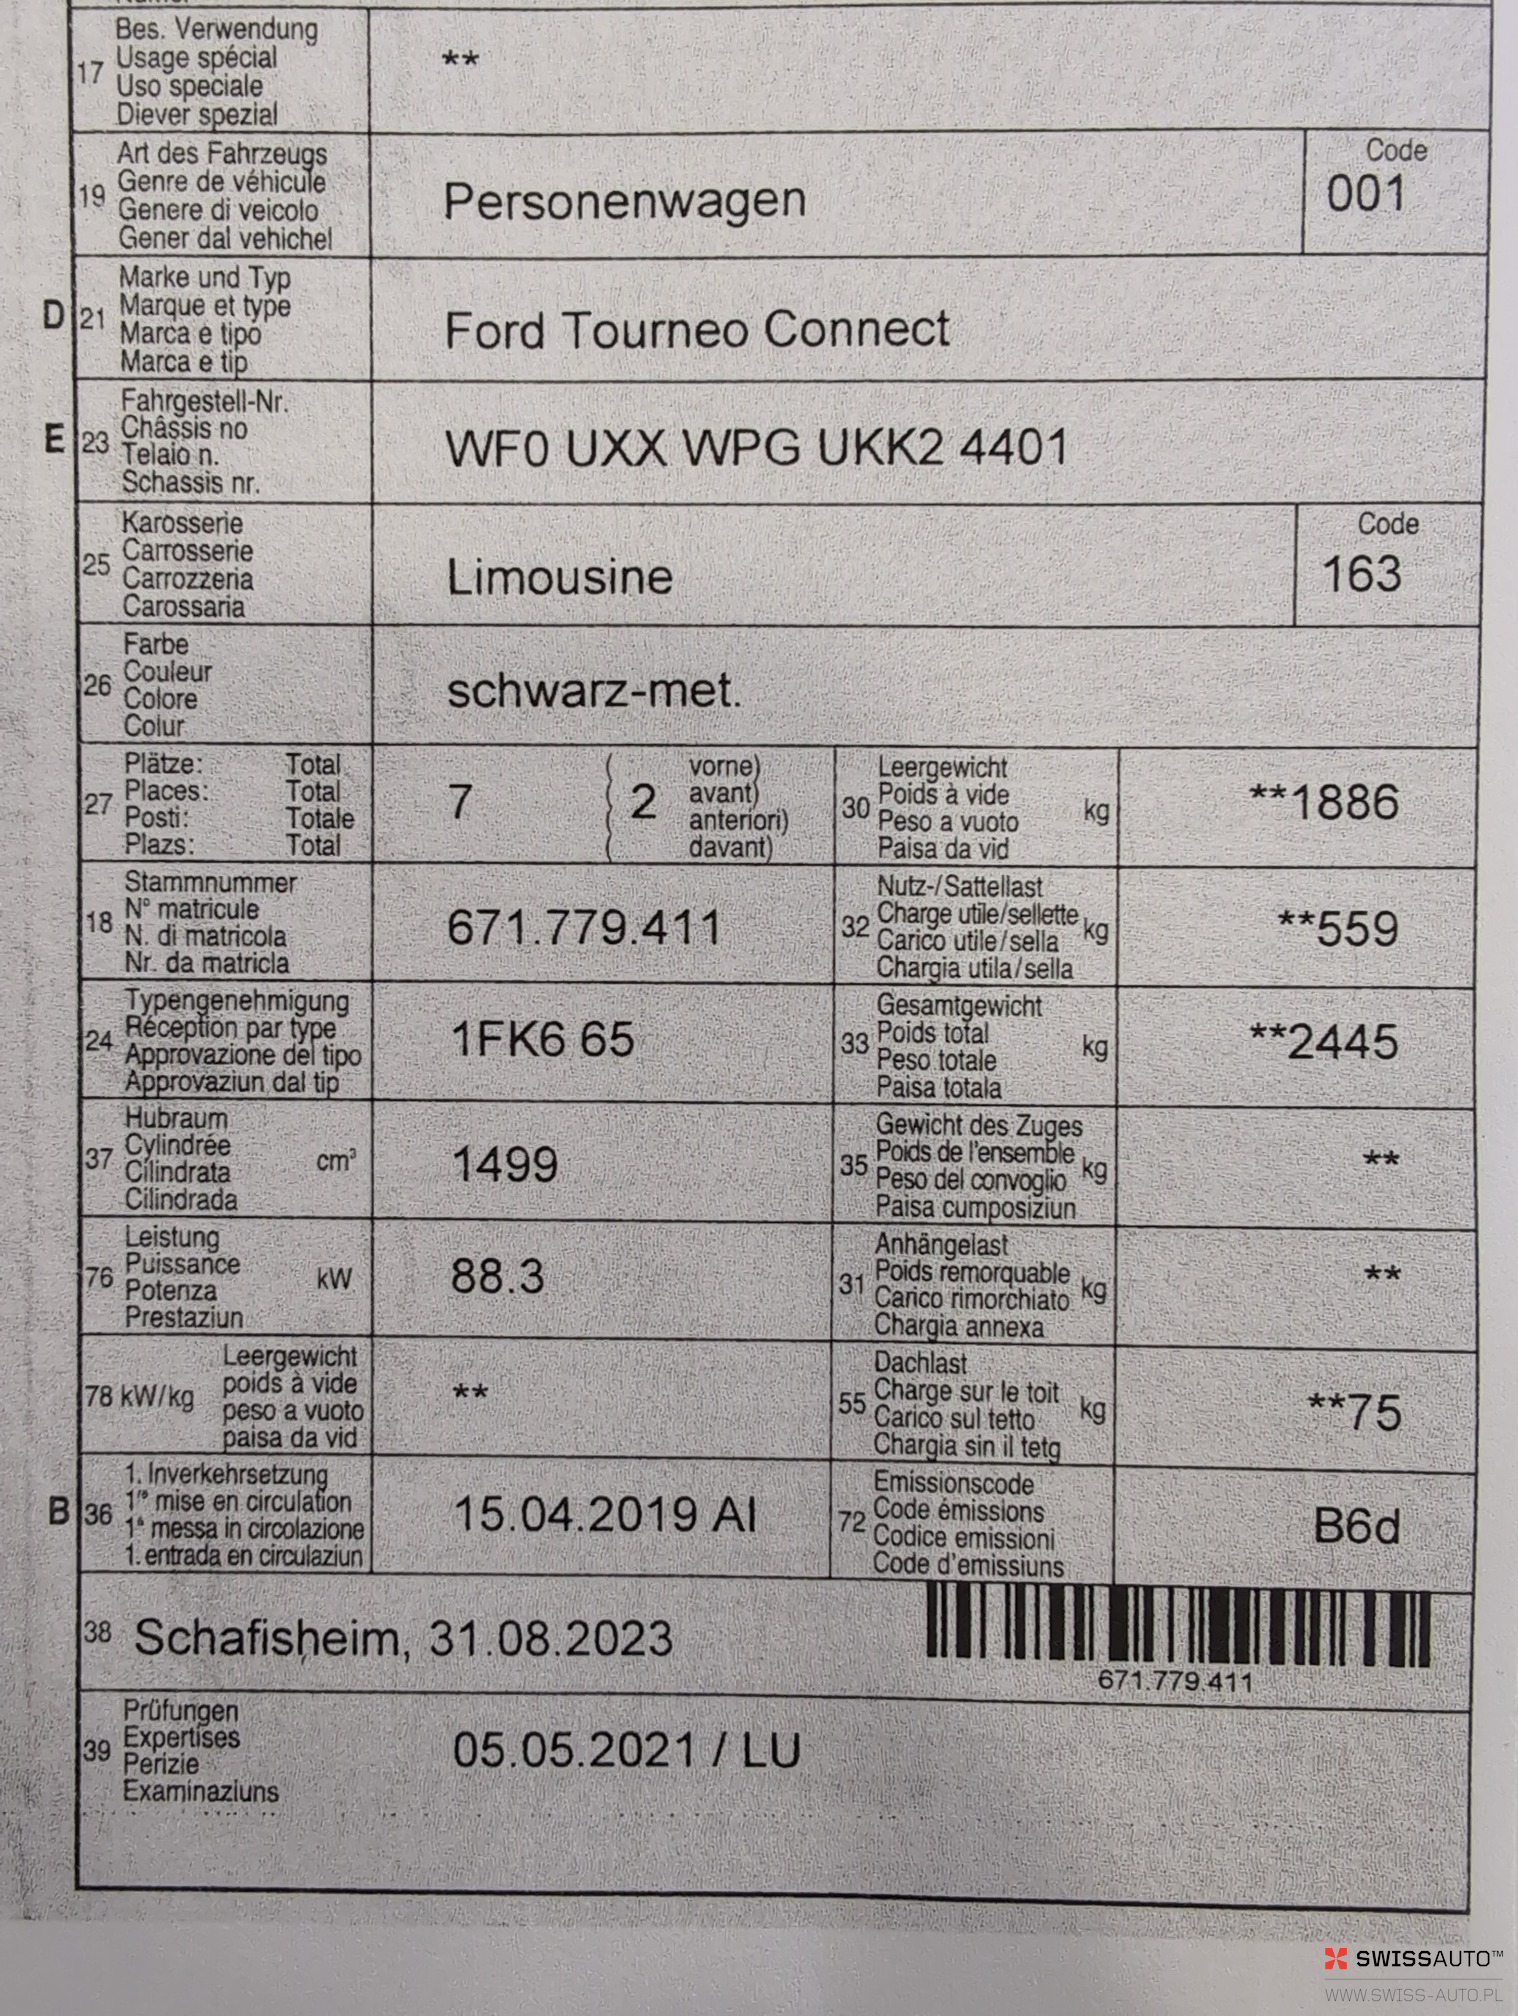 17
Bes. Verwendung
Usage spécial
Uso speciale
Diever spezial
**
19
Art des Fahrzeugs
Genre de véhicule
Genere di veicolo
Gener dal vehichel
Personenwagen
Code
001
D
21
Marke und Typ
Marque et type
Marca e tipo
Marca e tip
Ford Tourneo Connect
E
23
Fahrgestell-Nr.
Châssis no
Telaio n.
Schassis nr.
WF0 UXX WPG UKK2 4401
25
Karosserie
Carrosserie
Carrozzeria
Carossaria
Limousine
Code
163
26
Farbe
Couleur
Colore
Colur
schwarz-met.
27
Plätze: Total
Places: Total
Posti: Totale
Plazs: Total
7
( 2 vorne)
( avant)
( anteriori)
( davant)
30
Leergewicht
Poids à vide
Peso a vuoto
Paisa da vid
kg
**1886
18
Stammnummer
N° matricule
N. di matricola
Nr. da matricla
671.779.411
32
Nutz-/Sattellast
Charge utile/sellette
Carico utile/sella
Chargia utila/sella
kg
**559
24
Typengenehmigung
Réception par type
Approvazione del tipo
Approvaziun dal tip
1FK6 65
33
Gesamtgewicht
Poids total
Peso totale
Paisa totala
kg
**2445
37
Hubraum
Cylindrée
Cilindrata
Cilindrada
cm³
1499
35
Gewicht des Zuges
Poids de l'ensemble
Peso del convoglio
Paisa cumposiziun
kg
**
76
Leistung
Puissance
Potenza
Prestaziun
kW
88.3
31
Anhängelast
Poids remorquable
Carico rimorchiato
Chargia annexa
kg
**
78 kW/kg
Leergewicht
poids à vide
peso a vuoto
paisa da vid
**
55
Dachlast
Charge sur le toit
Carico sul tetto
Chargia sin il tetg
kg
**75
B
36
1. Inverkehrsetzung
1re mise en circulation
1a messa in circolazione
1. entrada en circulaziun
15.04.2019 AI
72
Emissionscode
Code émissions
Codice emissioni
Code d'emissiuns
B6d
38
Schafisheim, 31.08.2023
671.779.411
39
Prüfungen
Expertises
Perizie
Examinaziuns
05.05.2021 / LU
SWISSAUTO™
WWW.SWISS-AUTO.PL